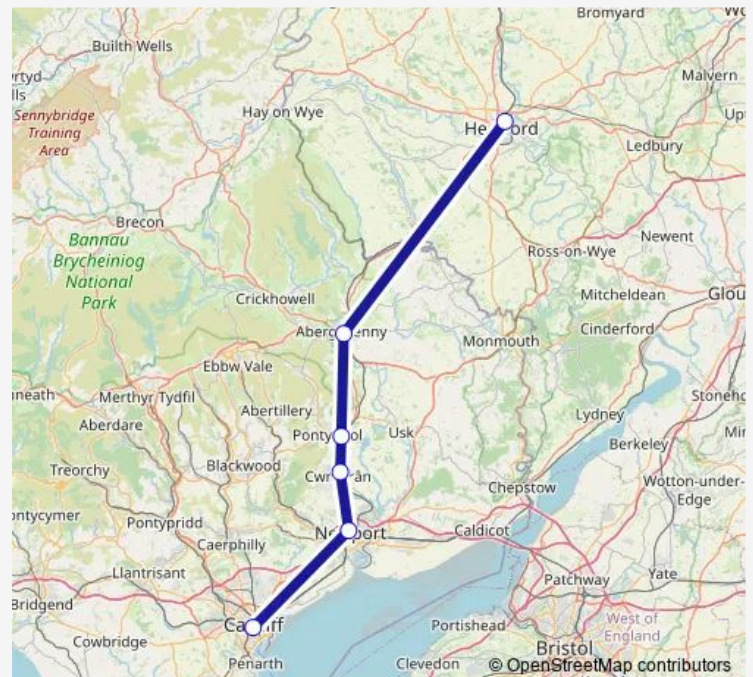 Bromyard
Builth Wells
Malvern
Hay on Wye
Sennybridge
Training
Area
Ledbury
Brecon
Bannau
Brycheiniog
National
Park
Ross-on-Wye
Newent
Crickhowell
Mitcheldean
Glou
Cinderford
Monmouth
Ebbw Vale
Merthyr Tydfil
Abertillery
Aberdare
Lydney
Usk
Berkeley
Treorchy
Blackwood
Wotton-under-
Edge
Chepstow
ontycymer
Pontypridd
Caerphilly
Caldicot
Llantrisant
Patchway
Yate
Bridgend
Portishead
West of
England
Cowbridge
Penarth
Clevedon
Bristol
© OpenStreetMap contributors